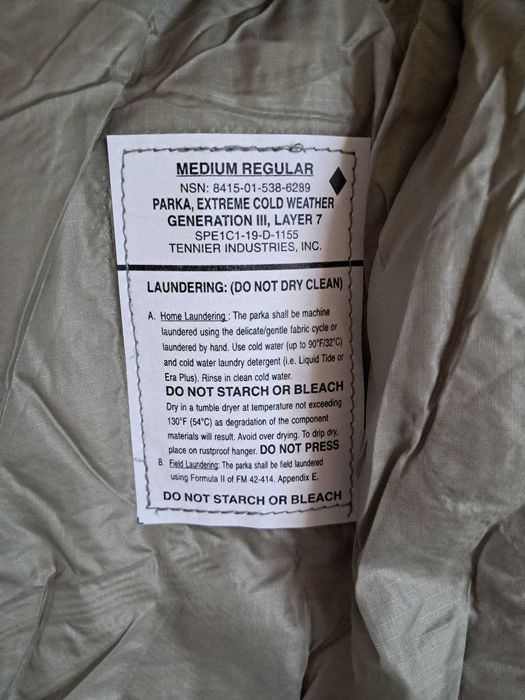 MEDIUM REGULAR
NSN: 8415-01-538-6289
PARKA, EXTREME COLD WEATHER
GENERATION III, LAYER 7
SPE1C1-19-D-1155
TENNIER INDUSTRIES, INC.
LAUNDERING: (DO NOT DRY CLEAN)
A. Home Laundering : The parka shall be machine
laundered using the delicate/gentle fabric cycle or
laundered by hand. Use cold water (up to 90°F/32°C)
and cold water laundry detergent (i.e. Liquid Tide or
Era Plus). Rinse in clean cold water.
DO NOT STARCH OR BLEACH
Dry in a tumble dryer at temperature not exceeding
130°F (54°C) as degradation of the component
materials will result. Avoid over drying. To drip dry,
place on rustproof hanger. DO NOT PRESS
B. Field Laundering: The parka shall be field laundered
using Formula II of FM 42-414. Appendix E.
DO NOT STARCH OR BLEACH